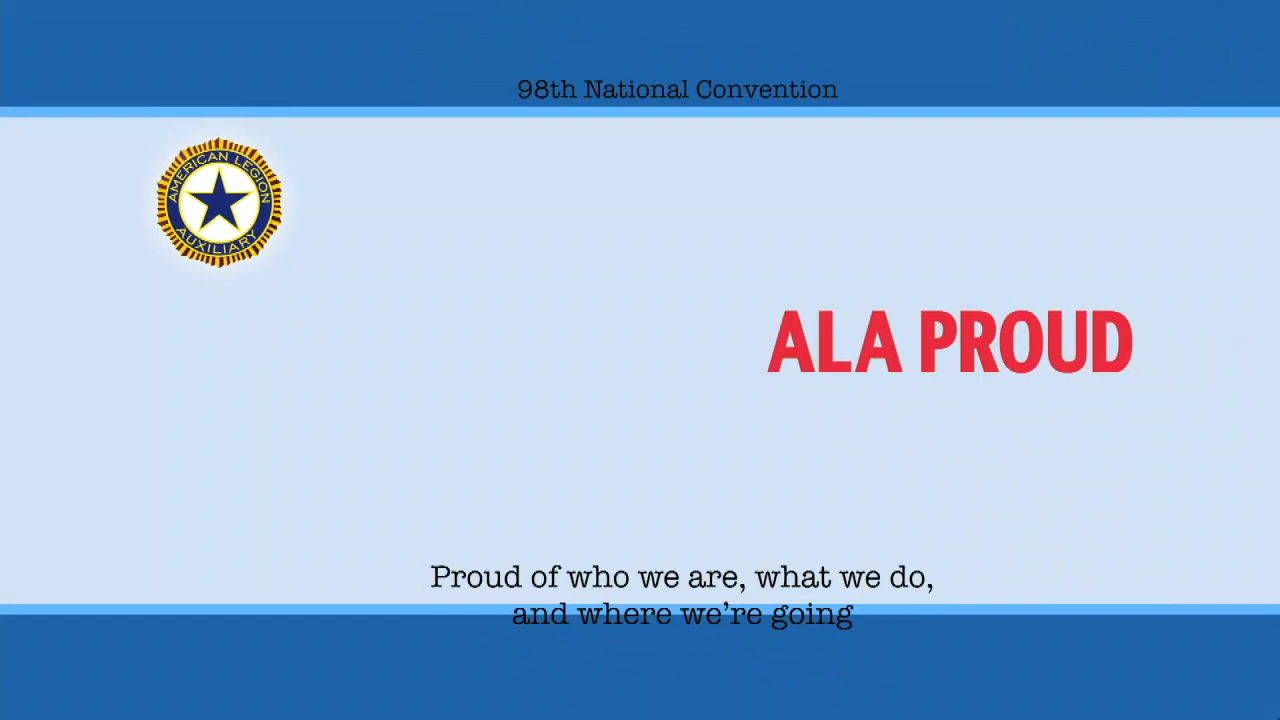 98th National Convention
AMERICAN LEGION
AUXILIARY
ALA PROUD
Proud of who we are, what we do,
and where we’re going